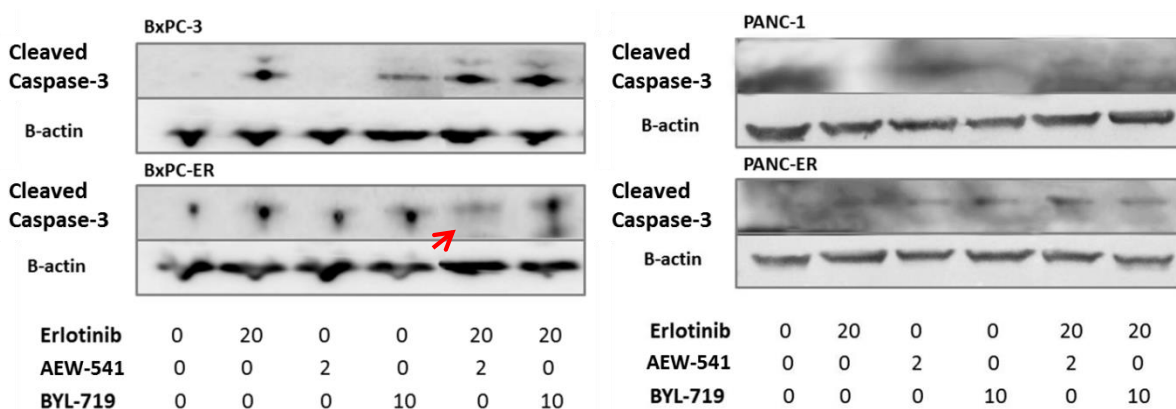 BxPC-3
Cleaved
Caspase-3
B-actin
BxPC-ER
Cleaved
Caspase-3
B-actin
Erlotinib 0 20 0 0 20 20
AEW-541 0 0 2 0 2 0
BYL-719 0 0 0 10 0 10
PANC-1
Cleaved
Caspase-3
B-actin
PANC-ER
Cleaved
Caspase-3
B-actin
Erlotinib 0 20 0 0 20 20
AEW-541 0 0 2 0 2 0
BYL-719 0 0 0 10 0 10